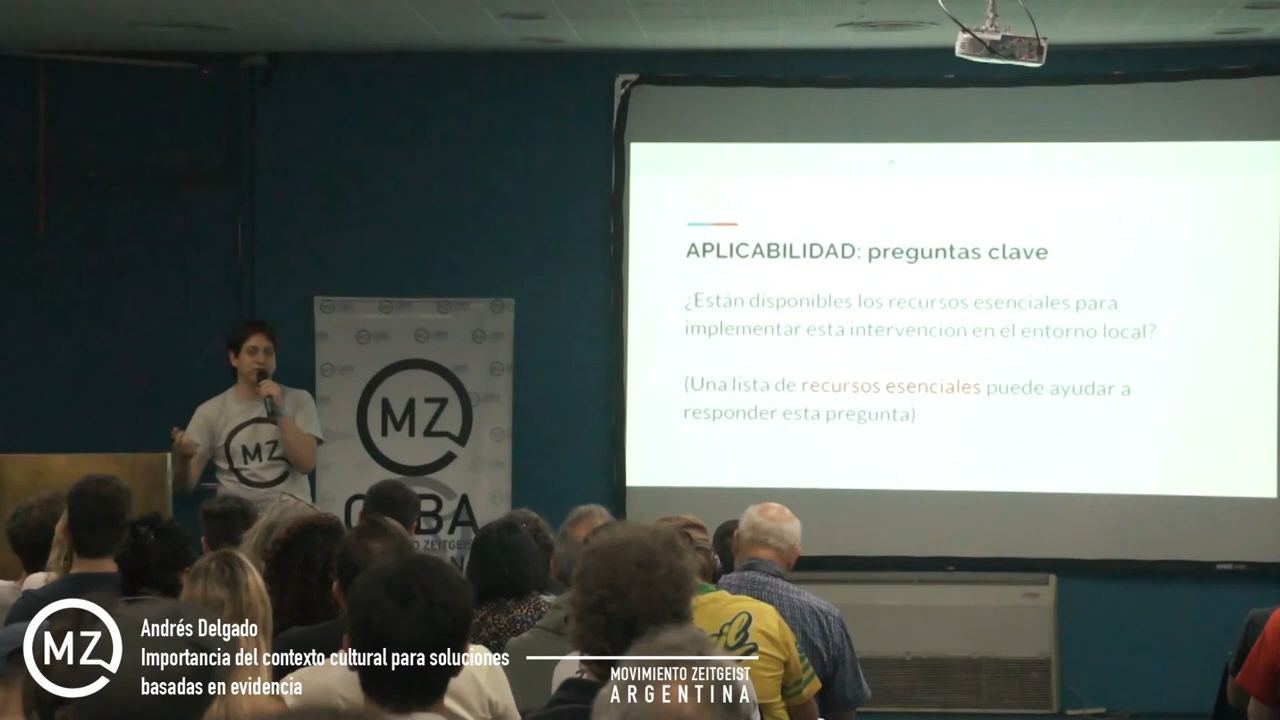 APLICABILIDAD: preguntas clave
¿Están disponibles los recursos esenciales para
implementar esta intervención en el entorno local?
(Una lista de recursos esenciales puede ayudar a
responder esta pregunta)
MZ
MZ
MZ
Andrés Delgado
Importancia del contexto cultural para soluciones
basadas en evidencia
MOVIMIENTO ZEITGEIST
ARGENTINA